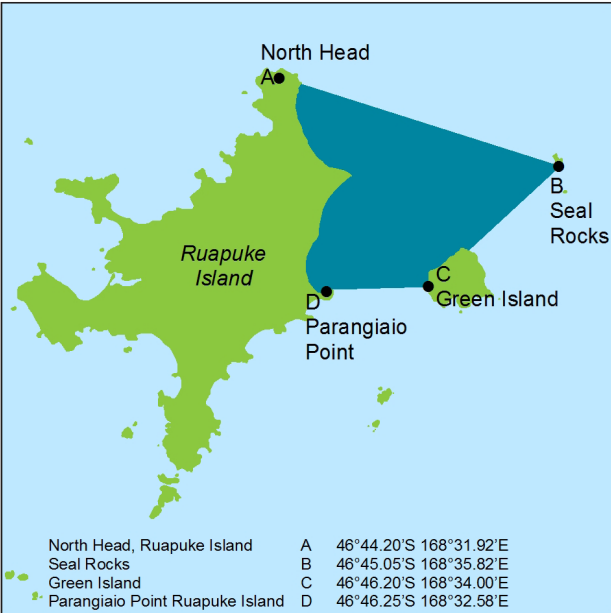 North Head
A
B
Seal
Rocks
Ruapuke
Island
C
Green Island
D
Parangiaio
Point
North Head, Ruapuke Island A 46°44.20'S 168°31.92'E
Seal Rocks B 46°45.05'S 168°35.82'E
Green Island C 46°46.20'S 168°34.00'E
Parangiaio Point Ruapuke Island D 46°46.25'S 168°32.58'E